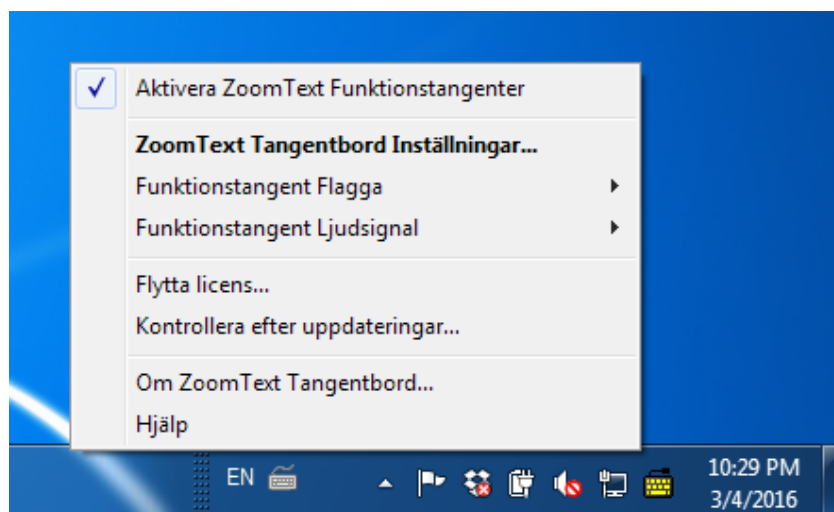 Aktivera ZoomText Funktionstangenter
ZoomText Tangentbord Inställningar...
Funktionstangent Flagga
Funktionstangent Ljudsignal
Flytta licens...
Kontrollera efter uppdateringar...
Om ZoomText Tangentbord...
Hjälp
EN
10:29 PM
3/4/2016